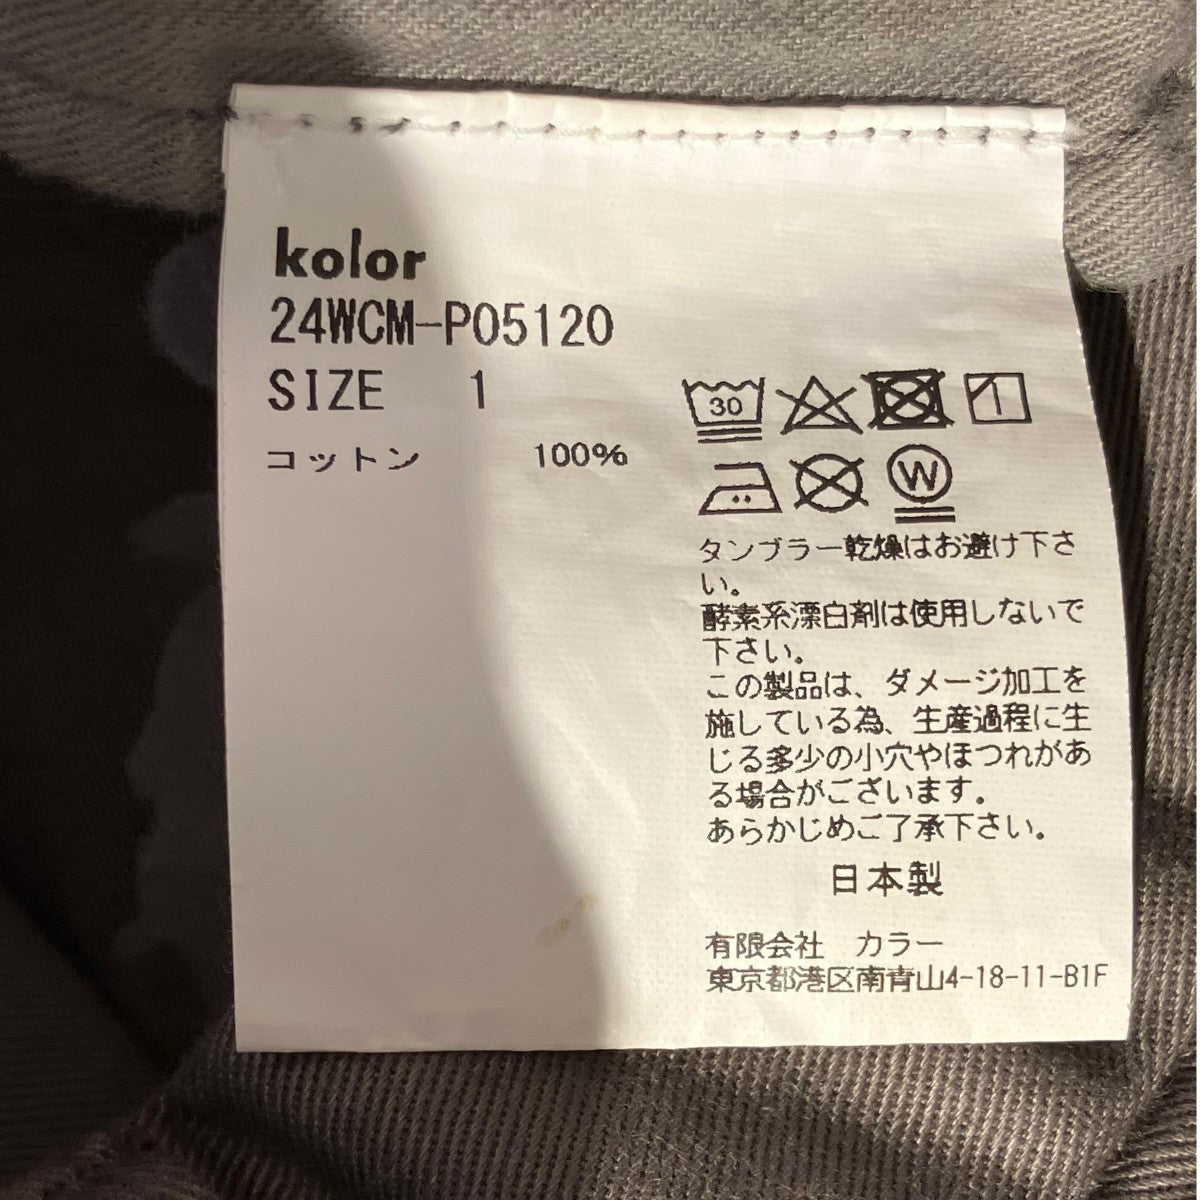 kolor
24WCM-P05120
SIZE 1
コットン 100%
30
W
タンブラー乾燥はお避け下さ
い。
酵素系漂白剤は使用しないで
下さい。
この製品は、ダメージ加工を
施している為、生産過程に生
じる多少の小穴やほつれがあ
る場合がございます。
あらかじめご了承下さい。
日本製
有限会社 カラー
東京都港区南青山4-18-11-B1F